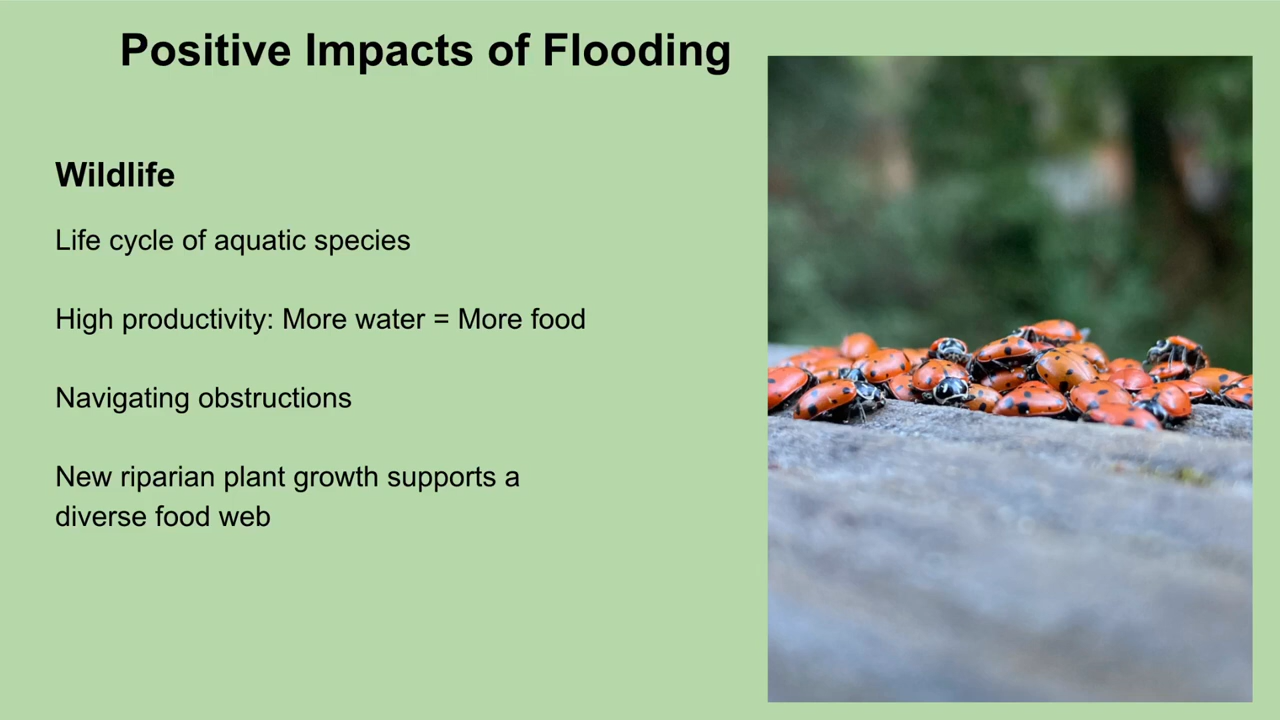 Positive Impacts of Flooding
Wildlife
Life cycle of aquatic species
High productivity: More water = More food
Navigating obstructions
New riparian plant growth supports a
diverse food web